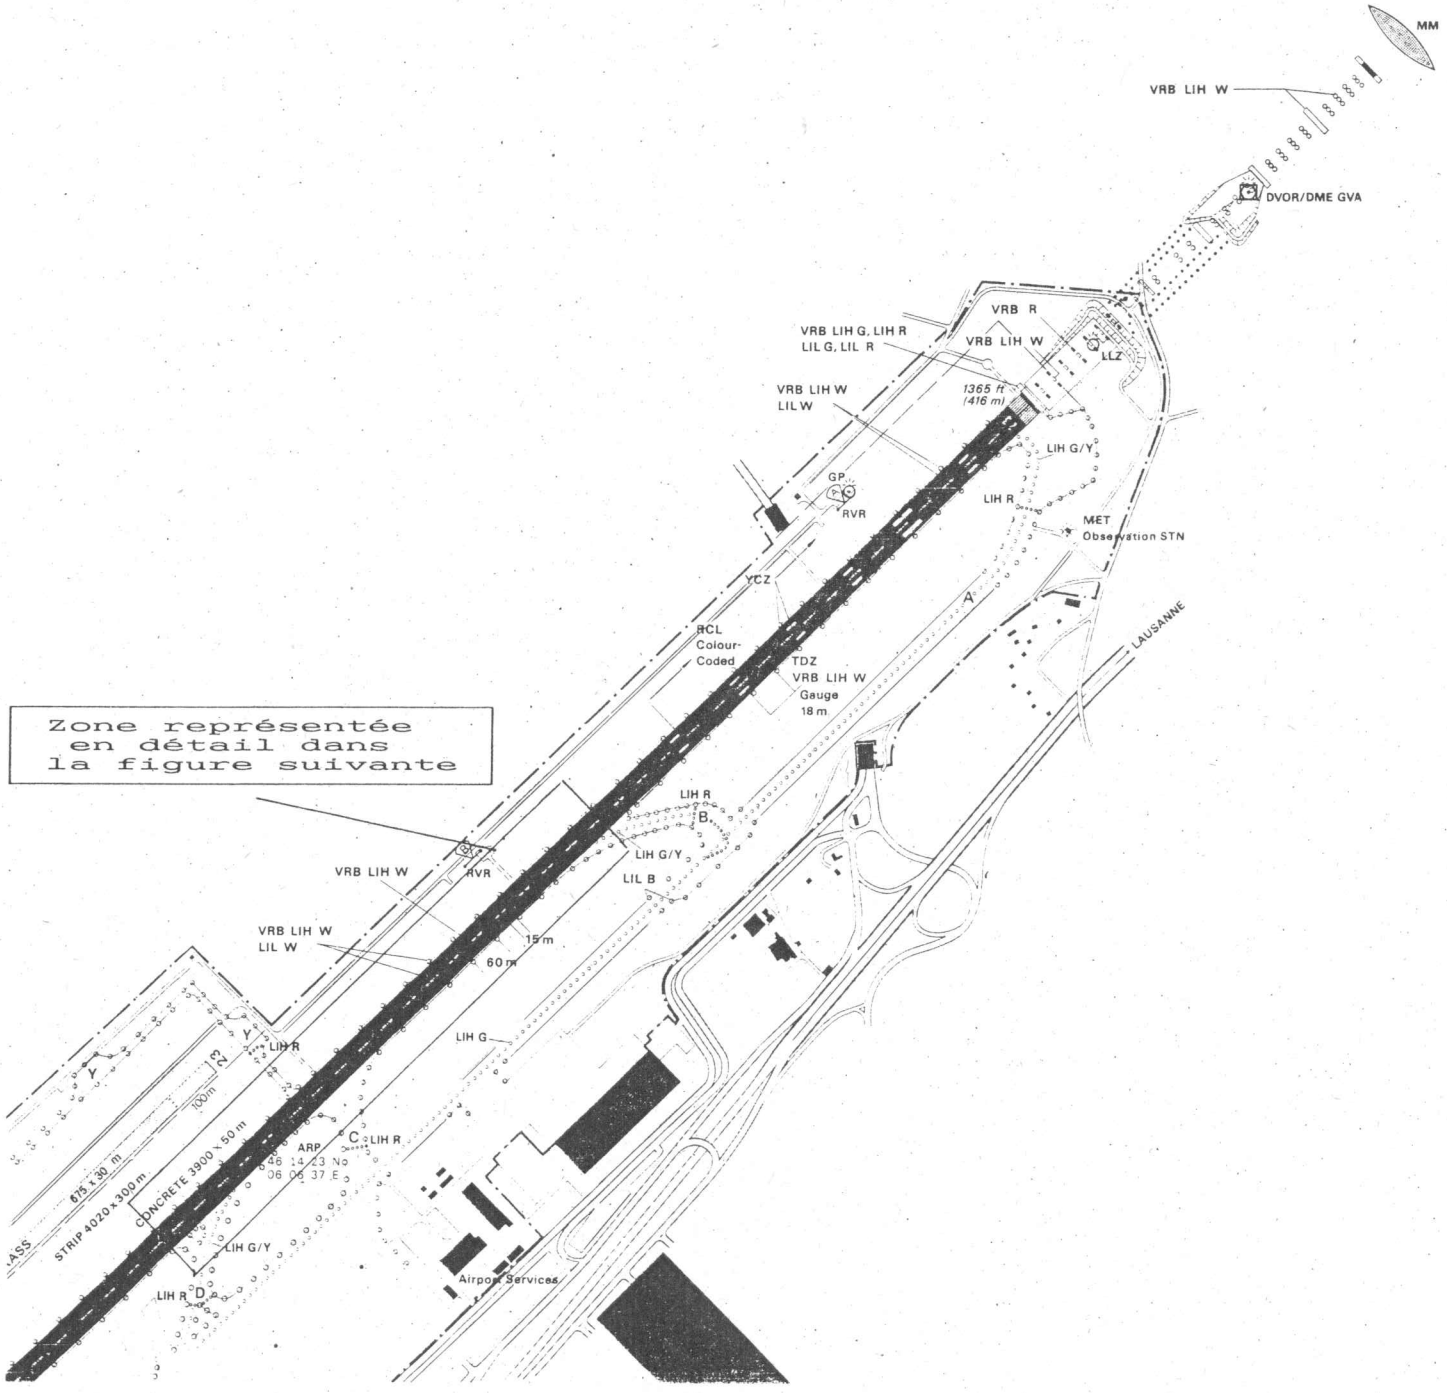 MM
VRB LIH W
DVOR/DME GVA
VRB R
VRB LIH G, LIH R
LIL G, LIL R
VRB LIH W
LLZ
1365 ft
(416 m)
VRB LIH W
LIL W
LIH G/Y
GP
LIH R
RVR
MET
Observation STN
YCZ
A
LAUSANNE
RCL
Colour-
Coded
TDZ
VRB LIH W
Gauge
18 m
Zone représentée
en détail dans
la figure suivante
LIH R
B
LIH G/Y
VRB LIH W
RVR
LIL B
VRB LIH W
LIL W
15 m
60 m
LIH G
Y
LIH R
Y
23
100m
C
LIH R
ARP
46 14 23 N
06 06 37 E
675 x 30 m
CONCRETE 3900 x 50 m
STRIP 4020 x 300 m
ASS
LIH G/Y
LIH R
D
Airport Services